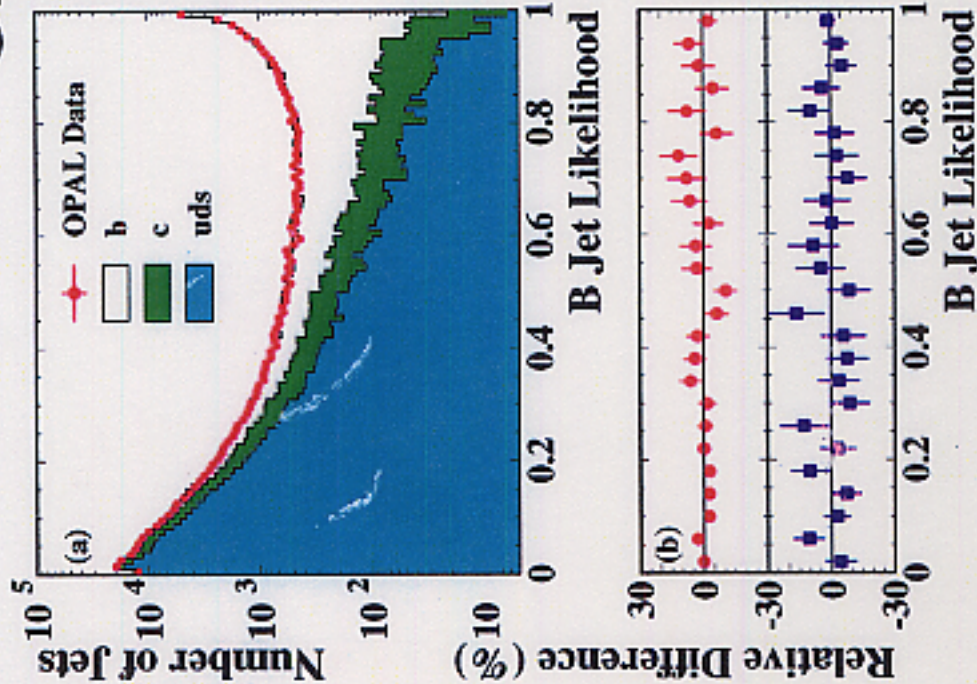 Number of Jets
10 5
10 4
10 3
10 2
10
(a)
OPAL Data
b
c
uds
0 0.2 0.4 0.6 0.8 1
B Jet Likelihood
Relative Difference (%)
30
0
-30
(b)
0
-30
0 0.2 0.4 0.6 0.8 1
B Jet Likelihood